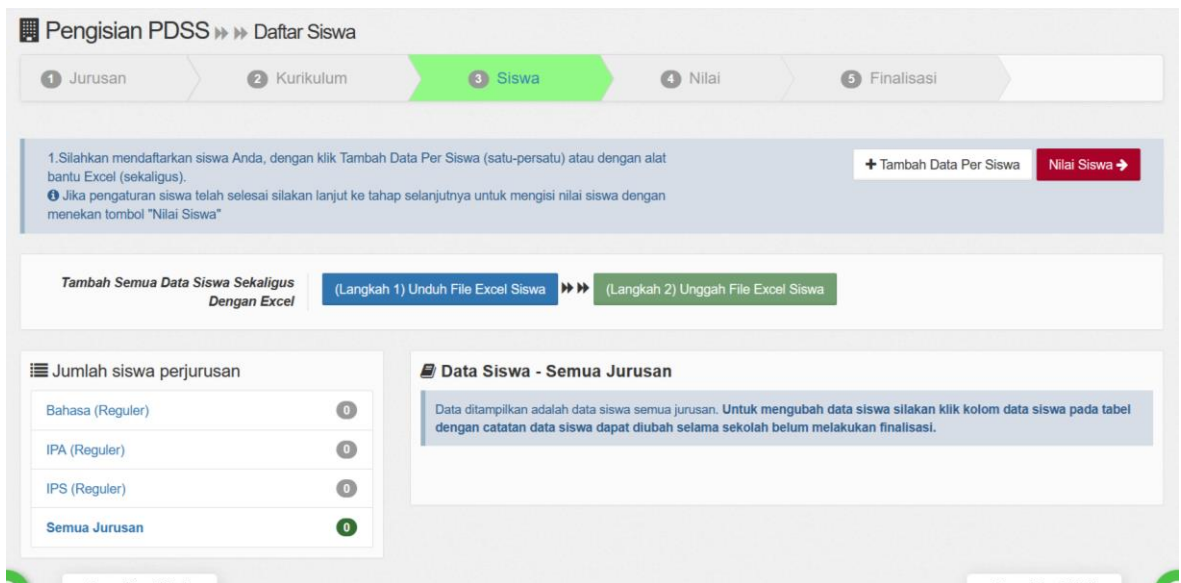 Pengisian PDSS Daftar Siswa
1 Jurusan
2 Kurikulum
3 Siswa
4 Nilai
5 Finalisasi
1.Silahkan mendaftarkan siswa Anda, dengan klik Tambah Data Per Siswa (satu-persatu) atau dengan alat
bantu Excel (sekaligus).
Jika pengaturan siswa telah selesai silakan lanjut ke tahap selanjutnya untuk mengisi nilai siswa dengan
menekan tombol "Nilai Siswa"
+ Tambah Data Per Siswa
Nilai Siswa
Tambah Semua Data Siswa Sekaligus
Dengan Excel
(Langkah 1) Unduh File Excel Siswa
(Langkah 2) Unggah File Excel Siswa
Jumlah siswa perjurusan
Bahasa (Reguler) 0
IPA (Reguler) 0
IPS (Reguler) 0
Semua Jurusan 0
Data Siswa - Semua Jurusan
Data ditampilkan adalah data siswa semua jurusan. Untuk mengubah data siswa silakan klik kolom data siswa pada tabel
dengan catatan data siswa dapat diubah selama sekolah belum melakukan finalisasi.